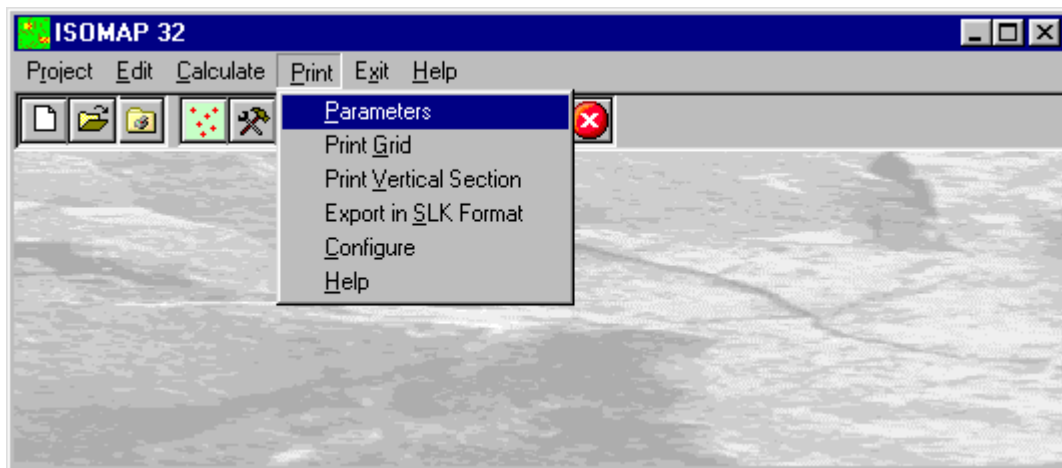 ISOMAP 32
Project Edit Calculate Print Exit Help
Parameters
Print Grid
Print Vertical Section
Export in SLK Format
Configure
Help